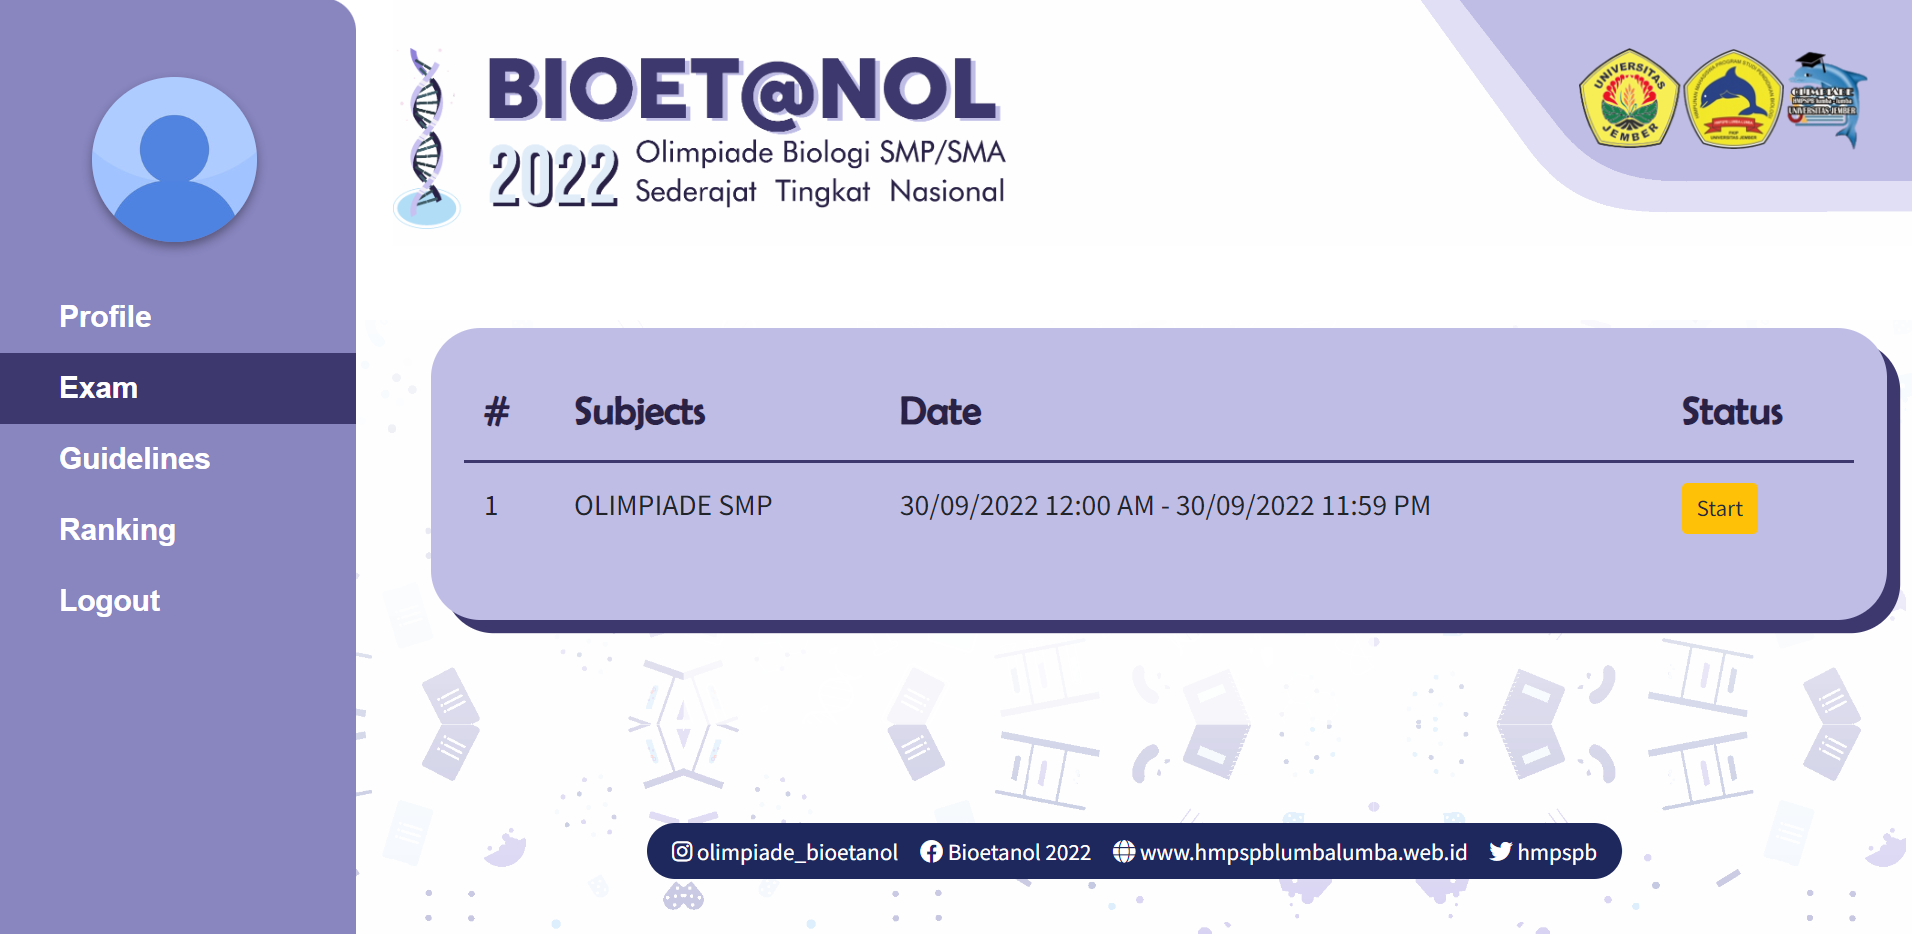 Profile
Exam
Guidelines
Ranking
Logout
BIOET@NOL
2022
Olimpiade Biologi SMP/SMA
Sederajat Tingkat Nasional
UNIVERSITAS
JEMBER
UNIVERSITAS JEMBER
# Subjects Date Status
1 OLIMPIADE SMP 30/09/2022 12:00 AM - 30/09/2022 11:59 PM Start
olimpiade_bioetanol Bioetanol 2022 www.hmpspblumbalumba.web.id hmpspb